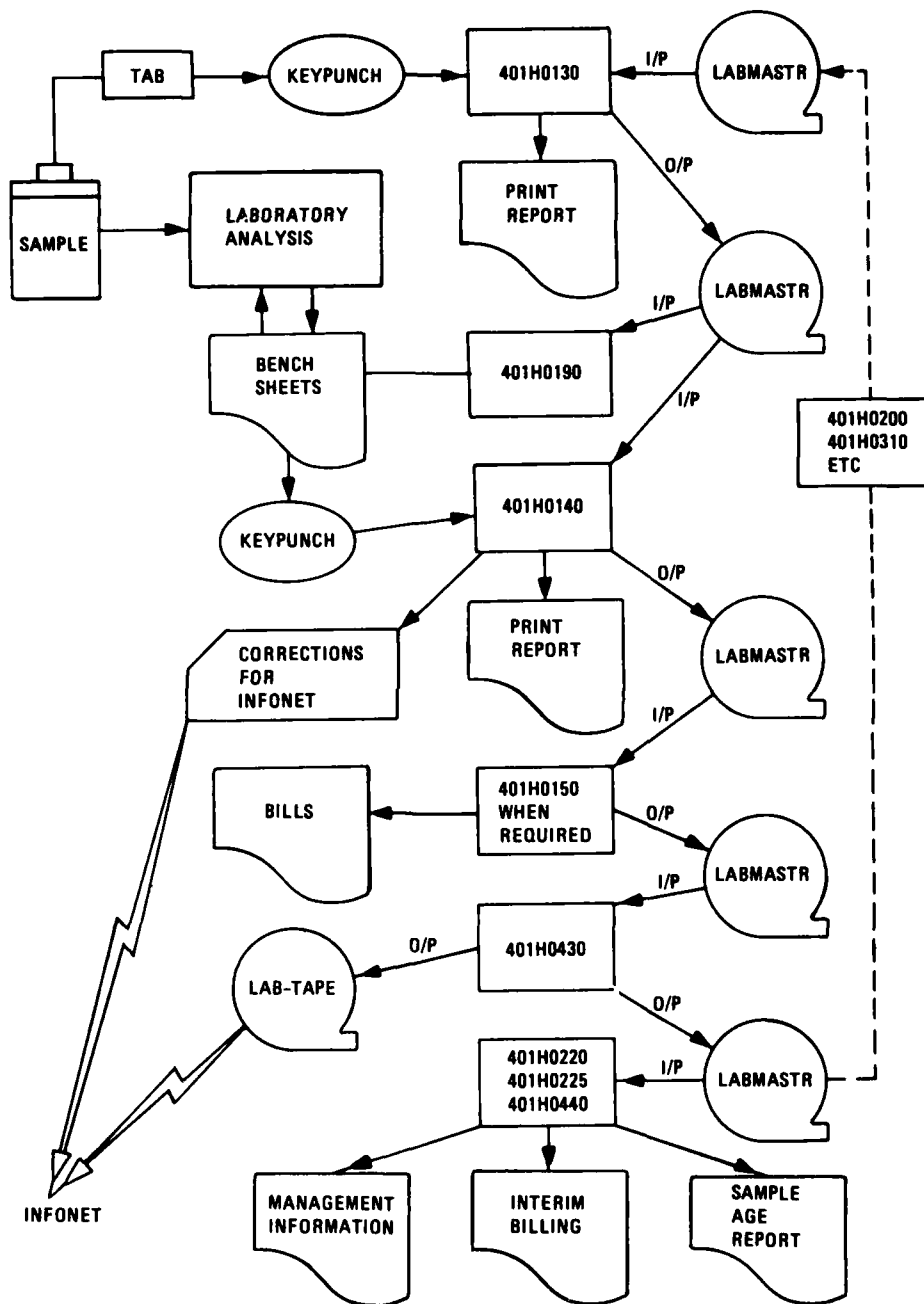 TAB
KEYPUNCH
401H0130
I/P
LABMASTR
O/P
SAMPLE
LABORATORY
ANALYSIS
PRINT
REPORT
LABMASTR
I/P
BENCH
SHEETS
401H0190
I/P
401H0200
401H0310
ETC
401H0140
KEYPUNCH
O/P
CORRECTIONS
FOR
INFONET
PRINT
REPORT
LABMASTR
I/P
BILLS
401H0150
WHEN
REQUIRED
O/P
LABMASTR
I/P
401H0430
O/P
LAB-TAPE
O/P
401H0220
401H0225
401H0440
I/P
LABMASTR
INFONET
MANAGEMENT
INFORMATION
INTERIM
BILLING
SAMPLE
AGE
REPORT